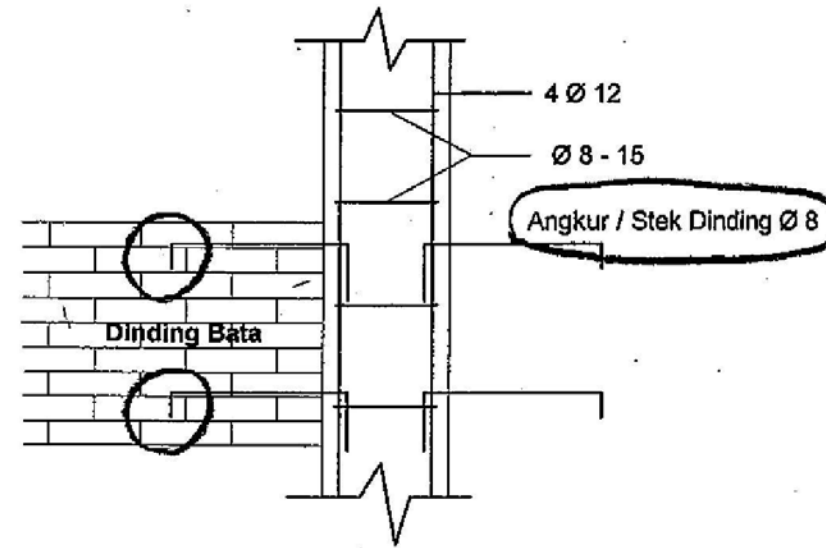 4 Ø 12
Ø 8 - 15
Angkur / Stek Dinding Ø 8
Dinding Bata